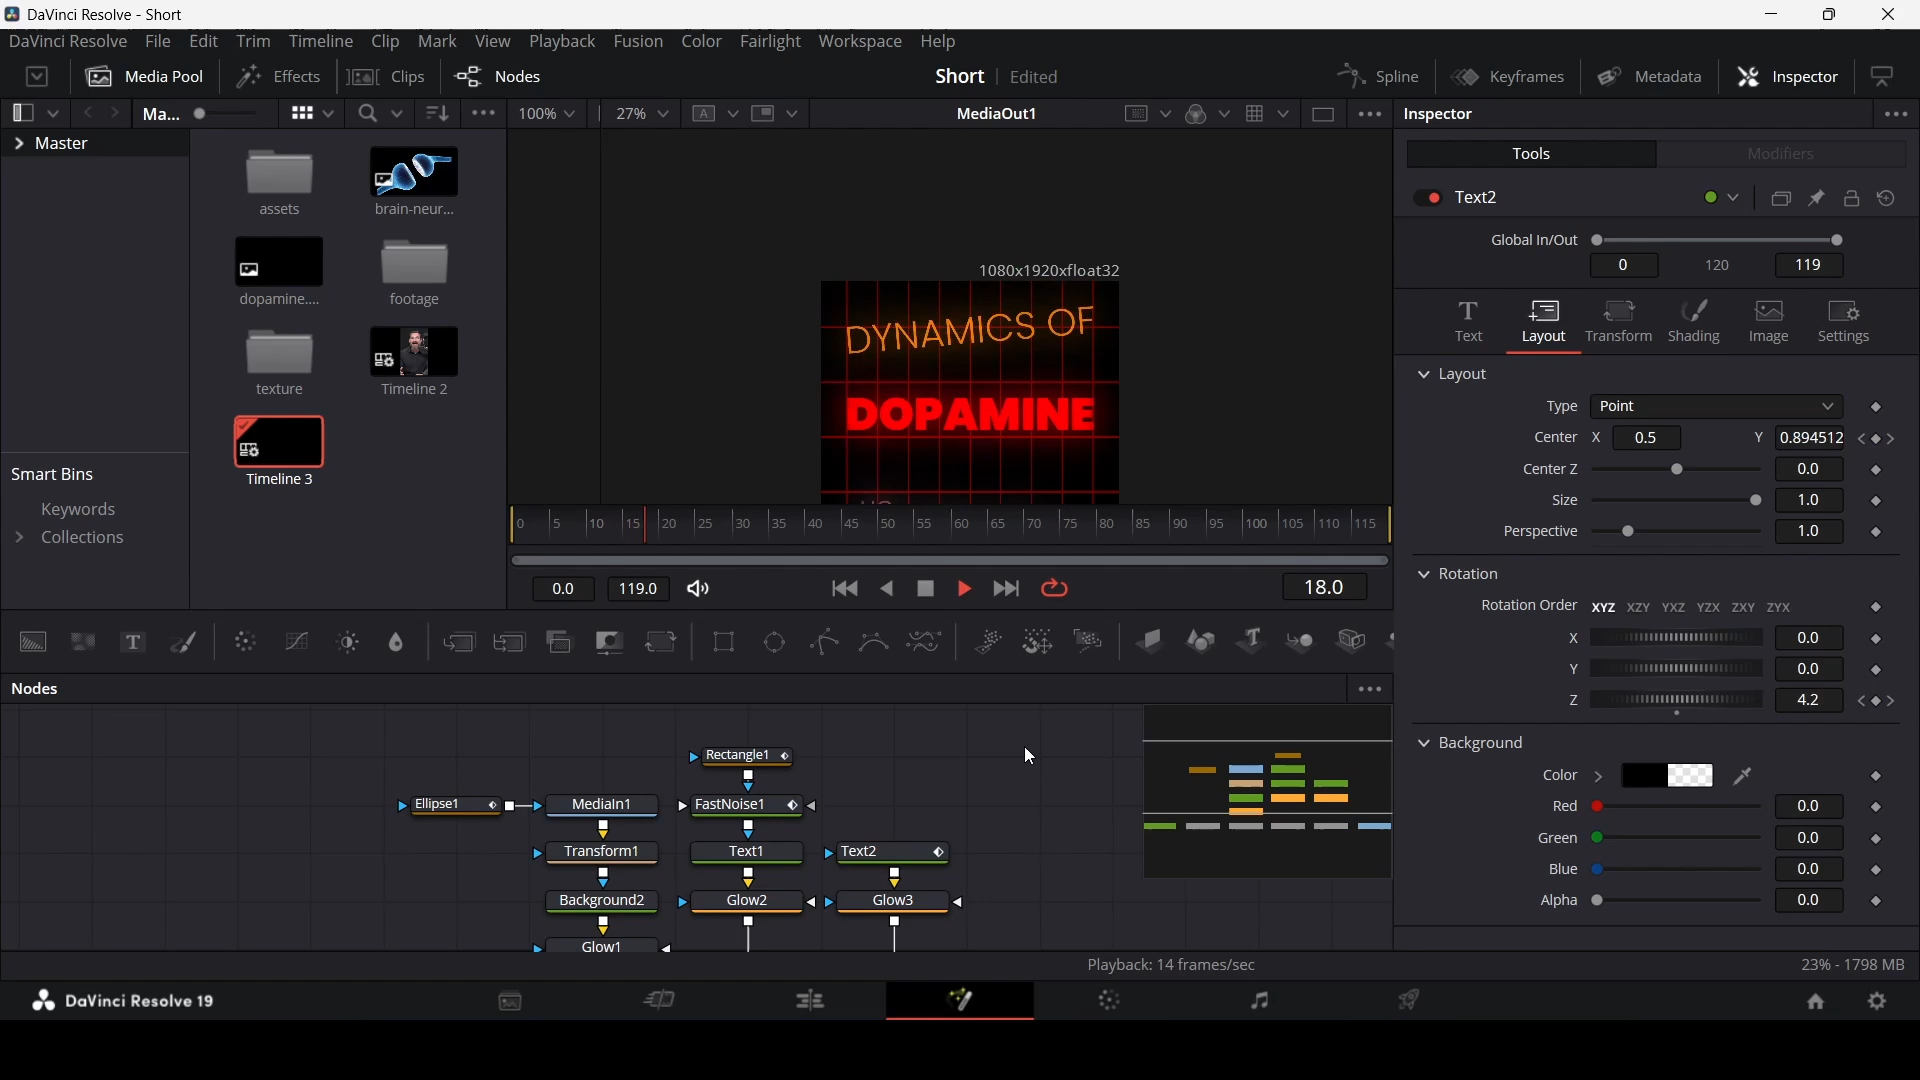 DaVinci Resolve - Short
DaVinci Resolve File Edit Trim Timeline Clip Mark View Playback Fusion Color Fairlight Workspace Help
Media Pool Effects Clips Nodes Short Edited Spline Keyframes Metadata Inspector
Ma... 100% 27% A MediaOut1 Inspector
Master
assets
brain-neur...
dopamine....
footage
texture
Timeline 2
Timeline 3
Smart Bins
Keywords
Collections
1080x1920xfloat32
DYNAMICS OF
DOPAMINE
0 5 10 15 20 25 30 35 40 45 50 55 60 65 70 75 80 85 90 95 100 105 110 115
0.0 119.0 18.0
Tools Modifiers
Text2
Global In/Out
0 120 119
Text Layout Transform Shading Image Settings
Layout
Type Point
Center X 0.5 Y 0.894512
Center Z 0.0
Size 1.0
Perspective 1.0
Rotation
Rotation Order XYZ XZY YXZ YZX ZXY ZYX
X 0.0
Y 0.0
Z 4.2
Background
Color
Red 0.0
Green 0.0
Blue 0.0
Alpha 0.0
Nodes
Rectangle1
Ellipse1 MediaIn1 FastNoise1
Transform1 Text1 Text2
Background2 Glow2 Glow3
Glow1
Playback: 14 frames/sec 23% - 1798 MB
DaVinci Resolve 19